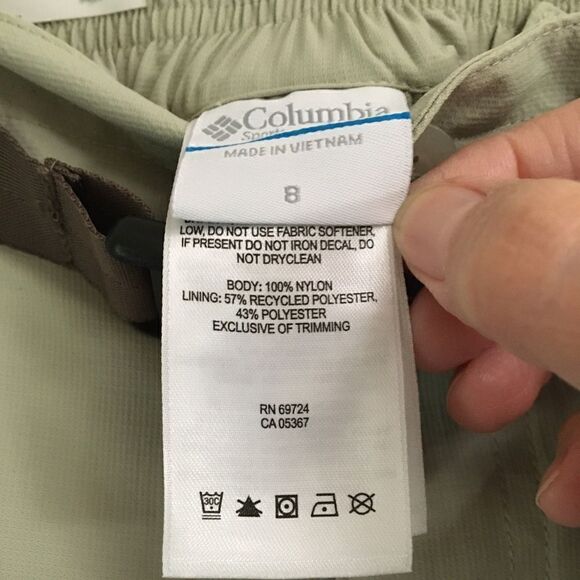 Columbia
MADE IN VIETNAM
8
LOW, DO NOT USE FABRIC SOFTENER,
IF PRESENT DO NOT IRON DECAL, DO
NOT DRYCLEAN
BODY: 100% NYLON
LINING: 57% RECYCLED POLYESTER,
43% POLYESTER
EXCLUSIVE OF TRIMMING
RN 69724
CA 05367
30C